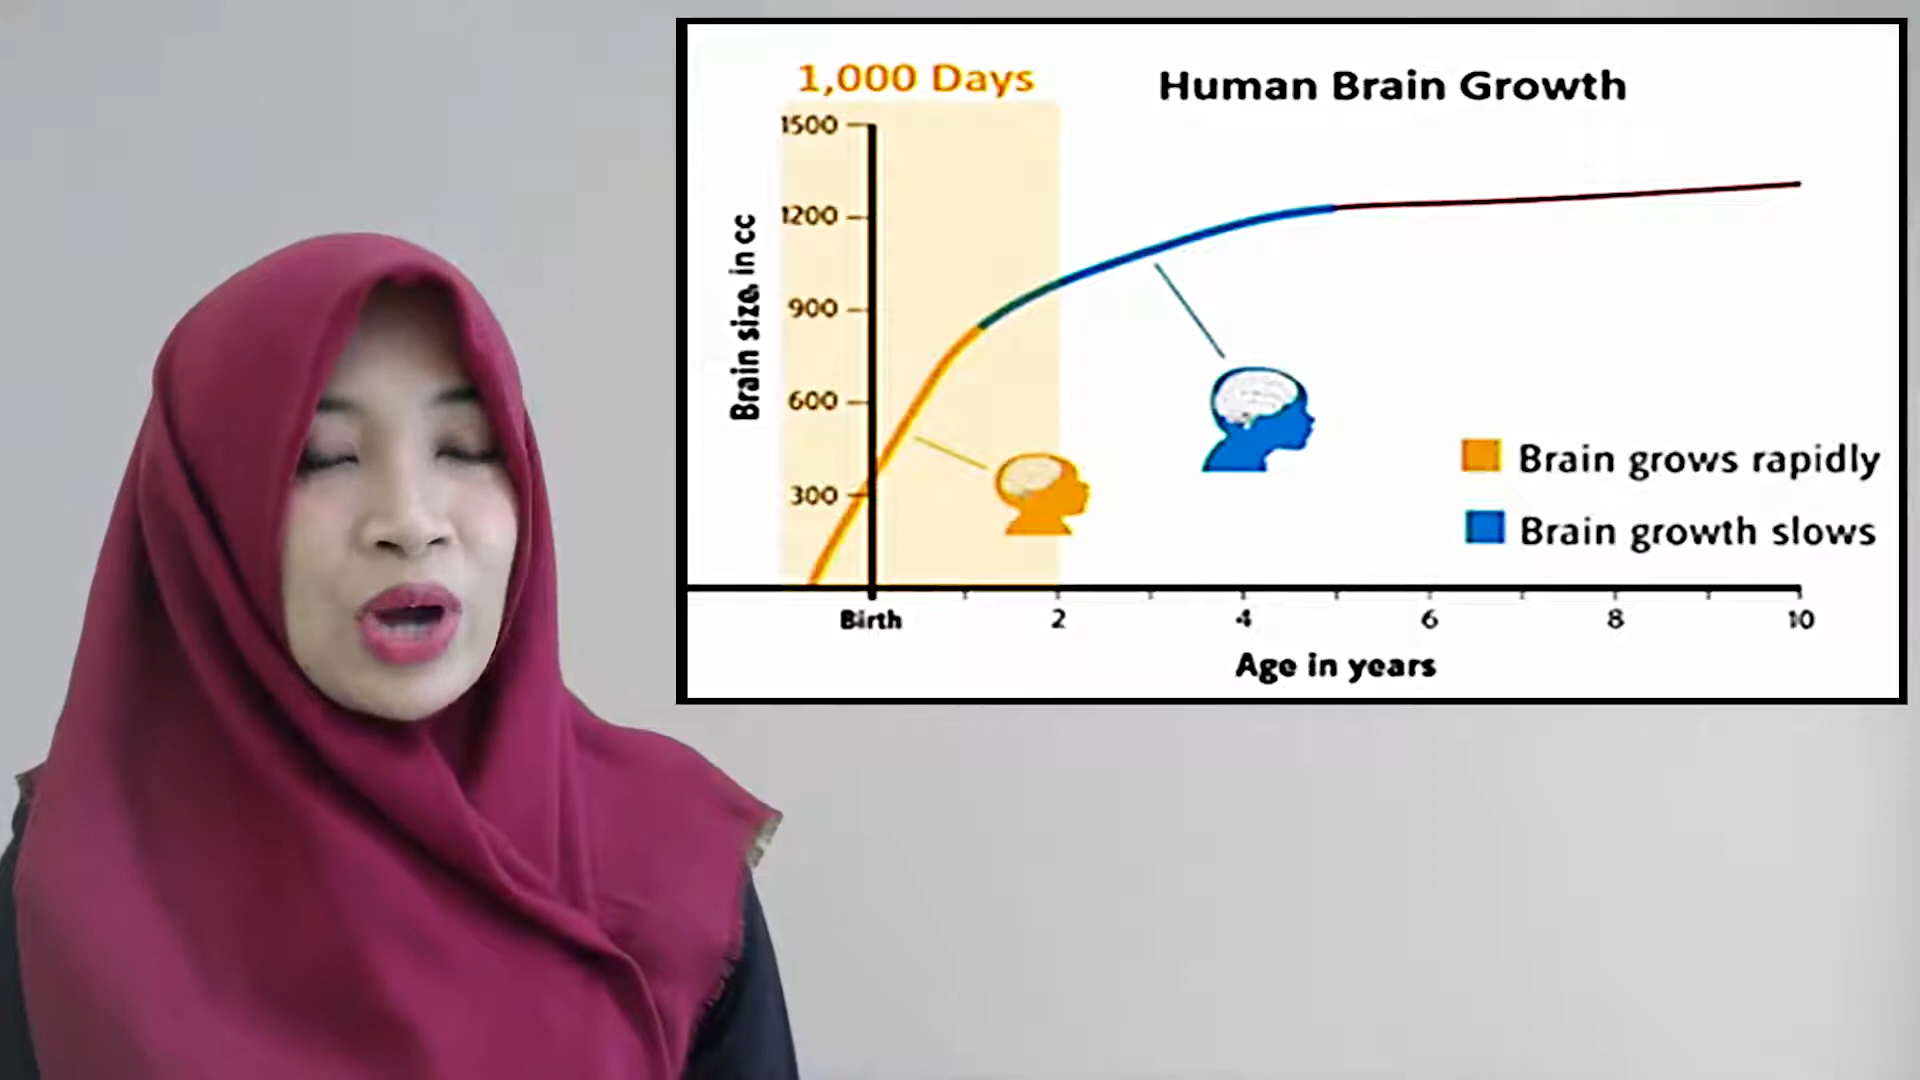 1,000 Days
Human Brain Growth
1500
1200
900
600
300
Brain size, in cc
Birth
2
4
6
8
10
Age in years
Brain grows rapidly
Brain growth slows